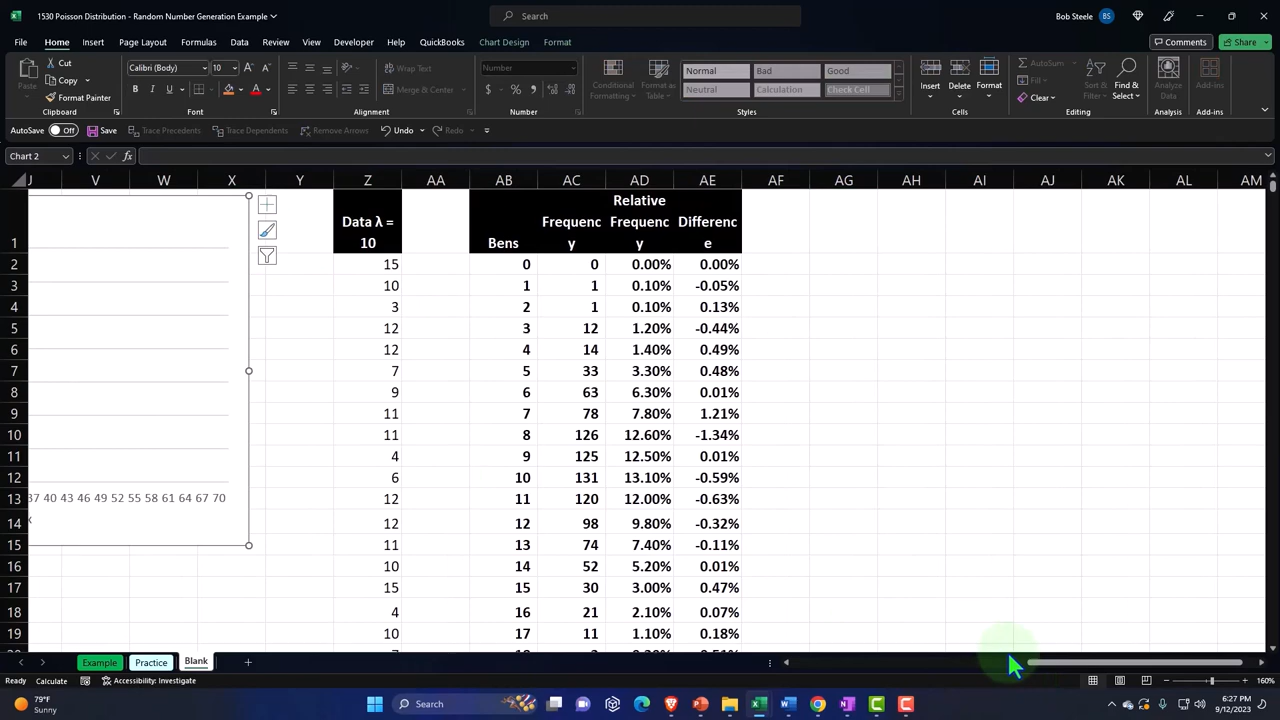 1530 Poisson Distribution - Random Number Generation Example
Search
Bob Steele BS
File Home Insert Page Layout Formulas Data Review View Developer Help QuickBooks Chart Design Format Comments Share
Paste Cut Copy Format Painter
Calibri (Body) 10
Wrap Text
Merge & Center
Number
Conditional Formatting Format as Table
Normal Bad Good
Neutral Calculation Check Cell
Insert Delete Format
AutoSum Fill Clear
Sort & Filter Find & Select
Analyze Data
Add-ins
Clipboard Font Alignment Number Styles Cells Editing Analysis Add-ins
AutoSave Off Save Trace Precedents Trace Dependents Remove Arrows Undo Redo
Chart 2 fx
V W X Y Z AA AB AC AD AE AF AG AH AI AJ AK AL AM
1 Data λ = 10 Bens Frequency Relative Frequency Difference
2 15 0 0 0.00% 0.00%
3 10 1 1 0.10% -0.05%
4 3 2 1 0.10% 0.13%
5 12 3 12 1.20% -0.44%
6 12 4 14 1.40% 0.49%
7 7 5 33 3.30% 0.48%
8 9 6 63 6.30% 0.01%
9 11 7 78 7.80% 1.21%
10 11 8 126 12.60% -1.34%
11 4 9 125 12.50% 0.01%
12 6 10 131 13.10% -0.59%
13 12 11 120 12.00% -0.63%
14 12 12 98 9.80% -0.32%
15 11 13 74 7.40% -0.11%
16 10 14 52 5.20% 0.01%
17 15 15 30 3.00% 0.47%
18 4 16 21 2.10% 0.07%
19 10 17 11 1.10% 0.18%
37 40 43 46 49 52 55 58 61 64 67 70
Example Practice Blank
Ready Calculate Accessibility: Investigate 160%
79°F
Sunny
Search
6:27 PM
9/12/2023